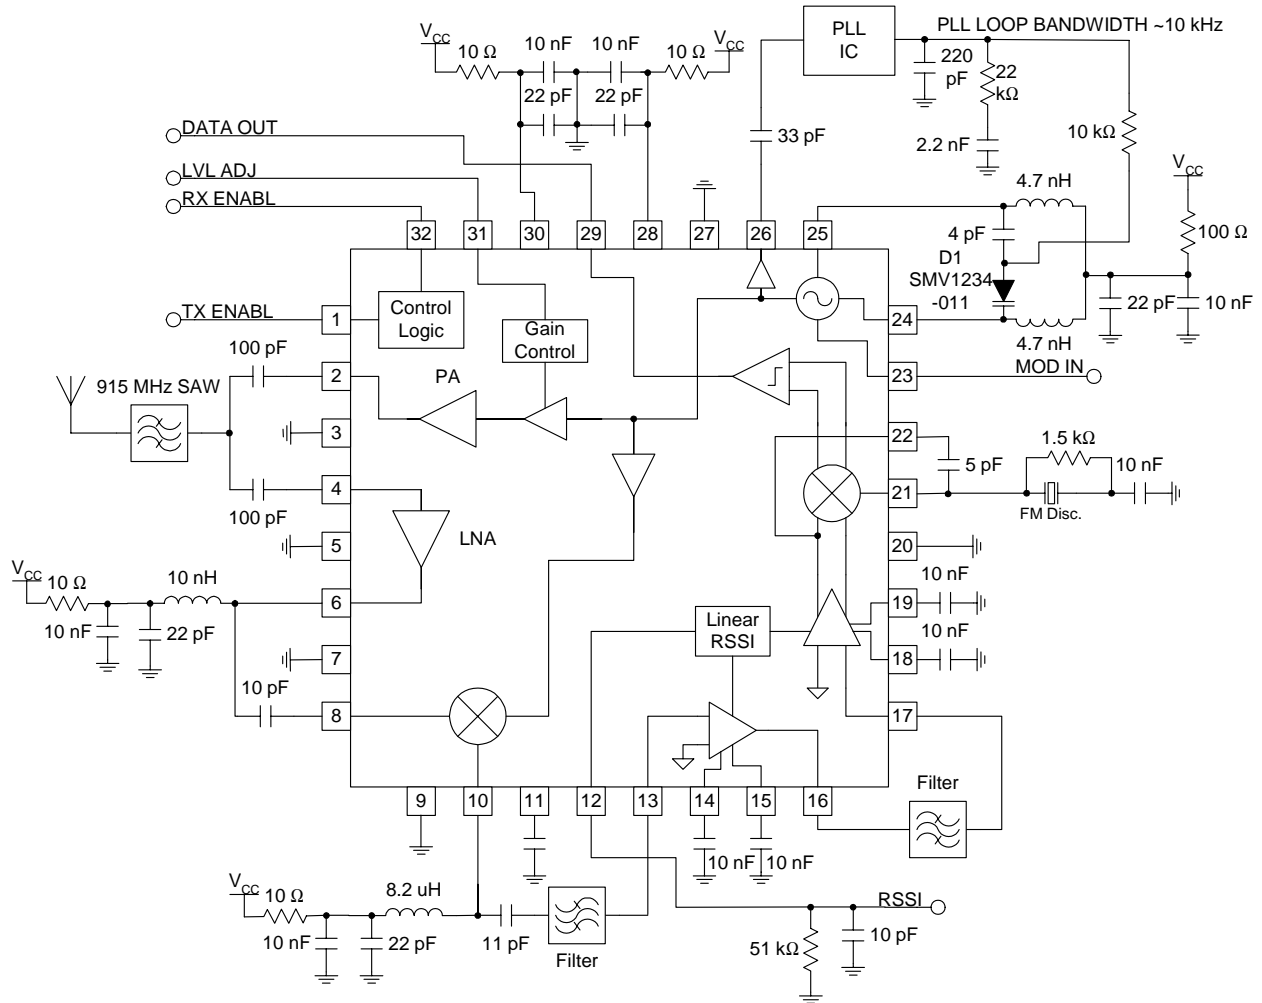 V_CC
10 Ω
10 nF
10 nF
10 Ω
V_CC
22 pF
22 pF
PLL
IC
PLL LOOP BANDWIDTH ~10 kHz
220
pF
22
kΩ
2.2 nF
10 kΩ
33 pF
DATA OUT
LVL ADJ
RX ENABL
TX ENABL
4.7 nH
V_CC
100 Ω
4 pF
D1
SMV1234
-011
22 pF
10 nF
4.7 nH
MOD IN
32
31
30
29
28
27
26
25
1
Control
Logic
Gain
Control
24
23
100 pF
2
PA
915 MHz SAW
3
22
1.5 kΩ
5 pF
10 nF
4
21
FM Disc.
100 pF
LNA
5
20
V_CC
10 Ω
10 nH
10 nF
22 pF
6
19
10 nF
10 nF
Linear
RSSI
7
18
10 pF
8
17
9
10
11
12
13
14
15
16
Filter
10 nF
10 nF
V_CC
10 Ω
8.2 uH
10 nF
22 pF
11 pF
Filter
RSSI
51 kΩ
10 pF